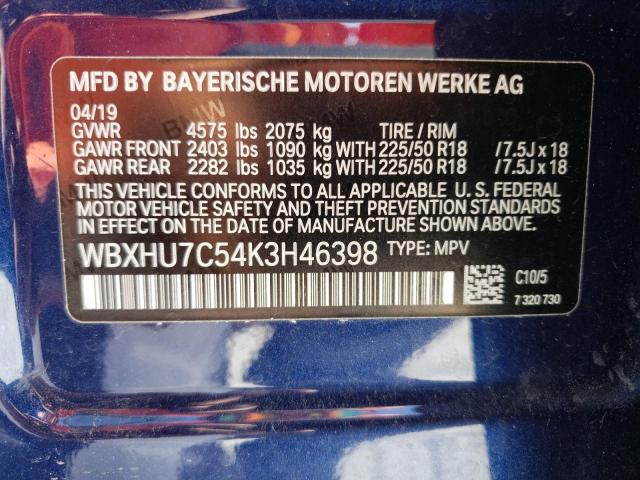 MFD BY BAYERISCHE MOTOREN WERKE AG
04/19
GVWR 4575 lbs 2075 kg TIRE / RIM
GAWR FRONT 2403 lbs 1090 kg WITH 225/50 R18 / 7.5J x 18
GAWR REAR 2282 lbs 1035 kg WITH 225/50 R18 / 7.5J x 18
THIS VEHICLE CONFORMS TO ALL APPLICABLE U. S. FEDERAL
MOTOR VEHICLE SAFETY AND THEFT PREVENTION STANDARDS
IN EFFECT ON THE DATE OF MANUFACTURE SHOWN ABOVE.
WBXHU7C54K3H46398 TYPE: MPV
C10/5
7 320 730